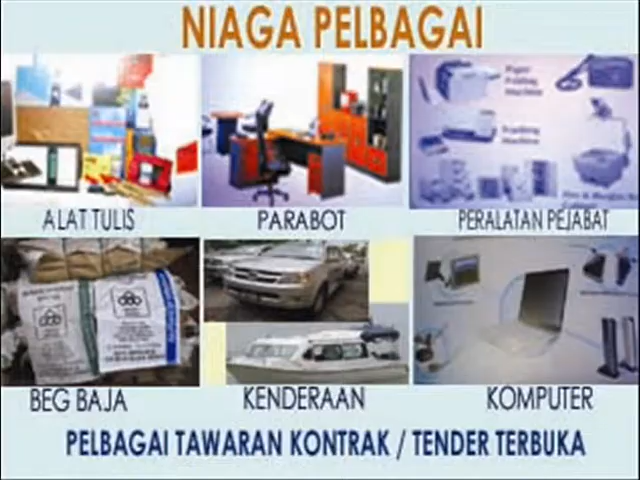 NIAGA PELBAGAI
ALAT TULIS
PARABOT
PERALATAN PEJABAT
BEG BAJA
KENDERAAN
KOMPUTER
PELBAGAI TAWARAN KONTRAK / TENDER TERBUKA